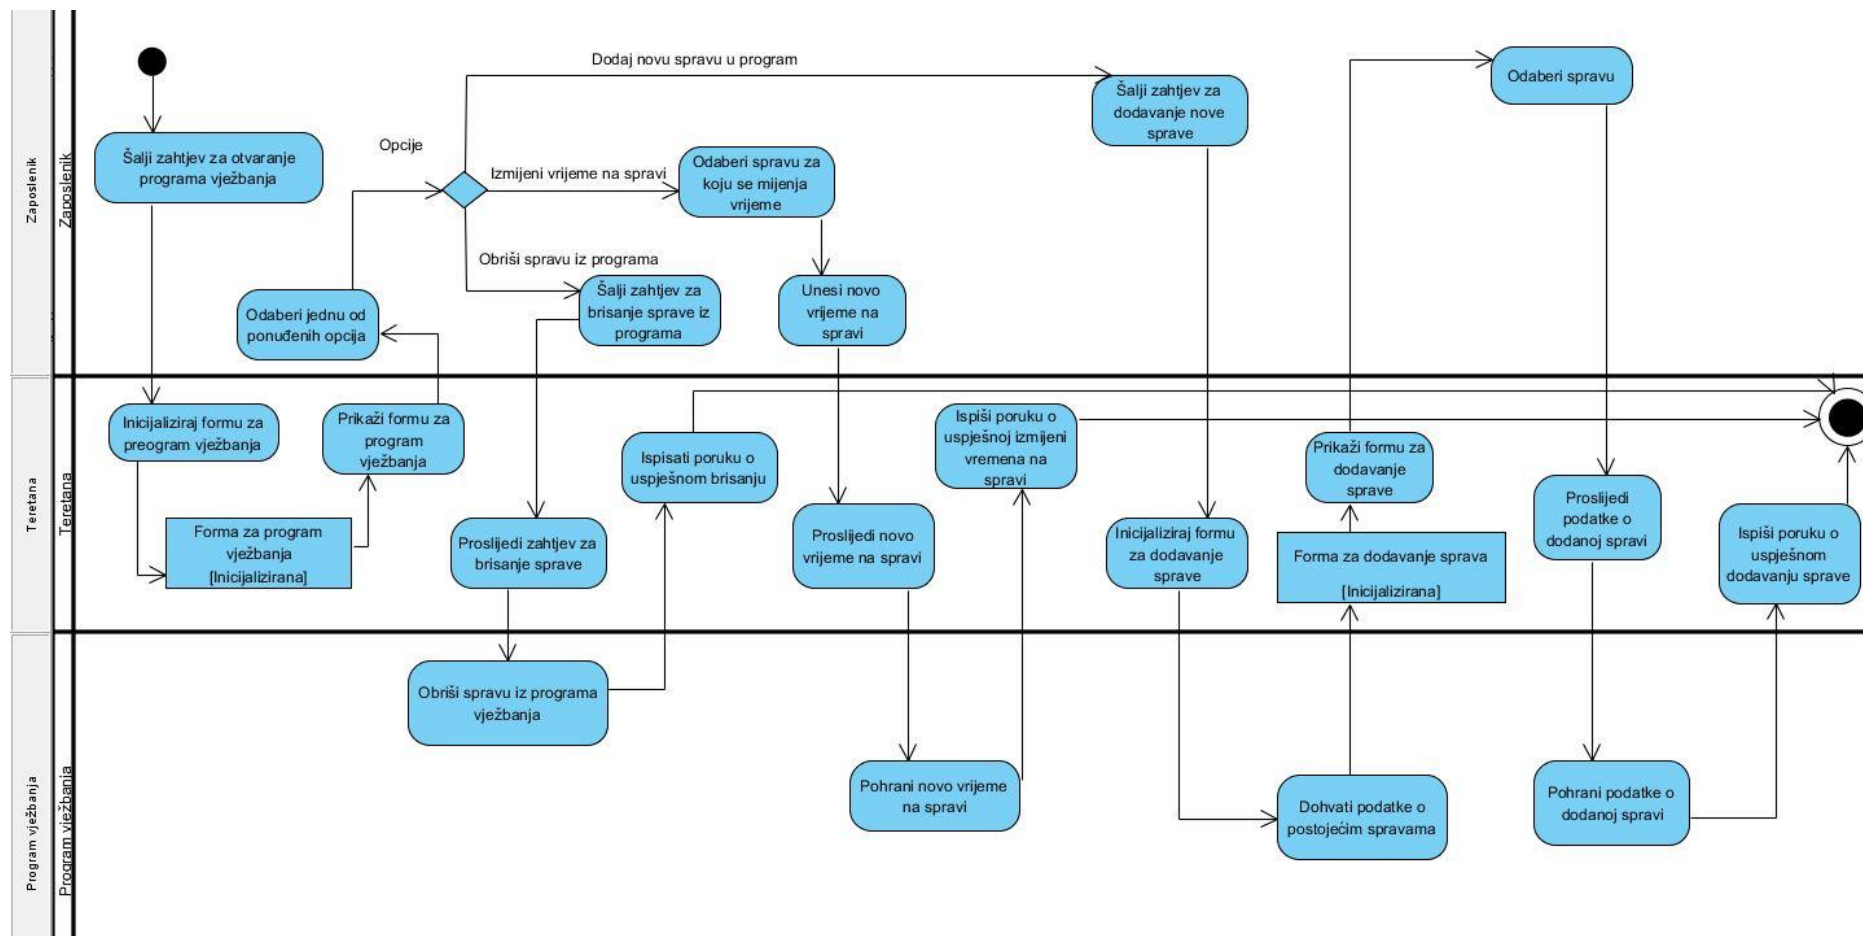 Zaposlenik
Zaposlenik
Šalji zahtjev za otvaranje
programa vježbanja
Odaberi jednu od
ponuđenih opcija
Opcije
Dodaj novu spravu u program
Izmijeni vrijeme na spravi
Obriši spravu iz programa
Šalji zahtjev za
brisanje sprave iz
programa
Odaberi spravu za
koju se mijenja
vrijeme
Unesi novo
vrijeme na
spravi
Šalji zahtjev za
dodavanje nove
sprave
Odaberi spravu
Teretana
Teretana
Inicijaliziraj formu za
preogram vježbanja
Forma za program
vježbanja
[Inicijalizirana]
Prikaži formu za
program
vježbanja
Proslijedi zahtjev za
brisanje sprave
Ispisati poruku o
uspješnom brisanju
Proslijedi novo
vrijeme na spravi
Ispiši poruku o
uspješnoj izmijeni
vremena na
spravi
Inicijaliziraj formu
za dodavanje
sprave
Prikaži formu za
dodavanje
sprave
Forma za dodavanje sprava
[Inicijalizirana]
Proslijedi
podatke o
dodanoj spravi
Ispiši poruku o
uspješnom
dodavanju sprave
Program vježbanja
Program vježbanja
Obriši spravu iz programa
vježbanja
Pohrani novo vrijeme
na spravi
Dohvati podatke o
postojećim spravama
Pohrani podatke o
dodanoj spravi